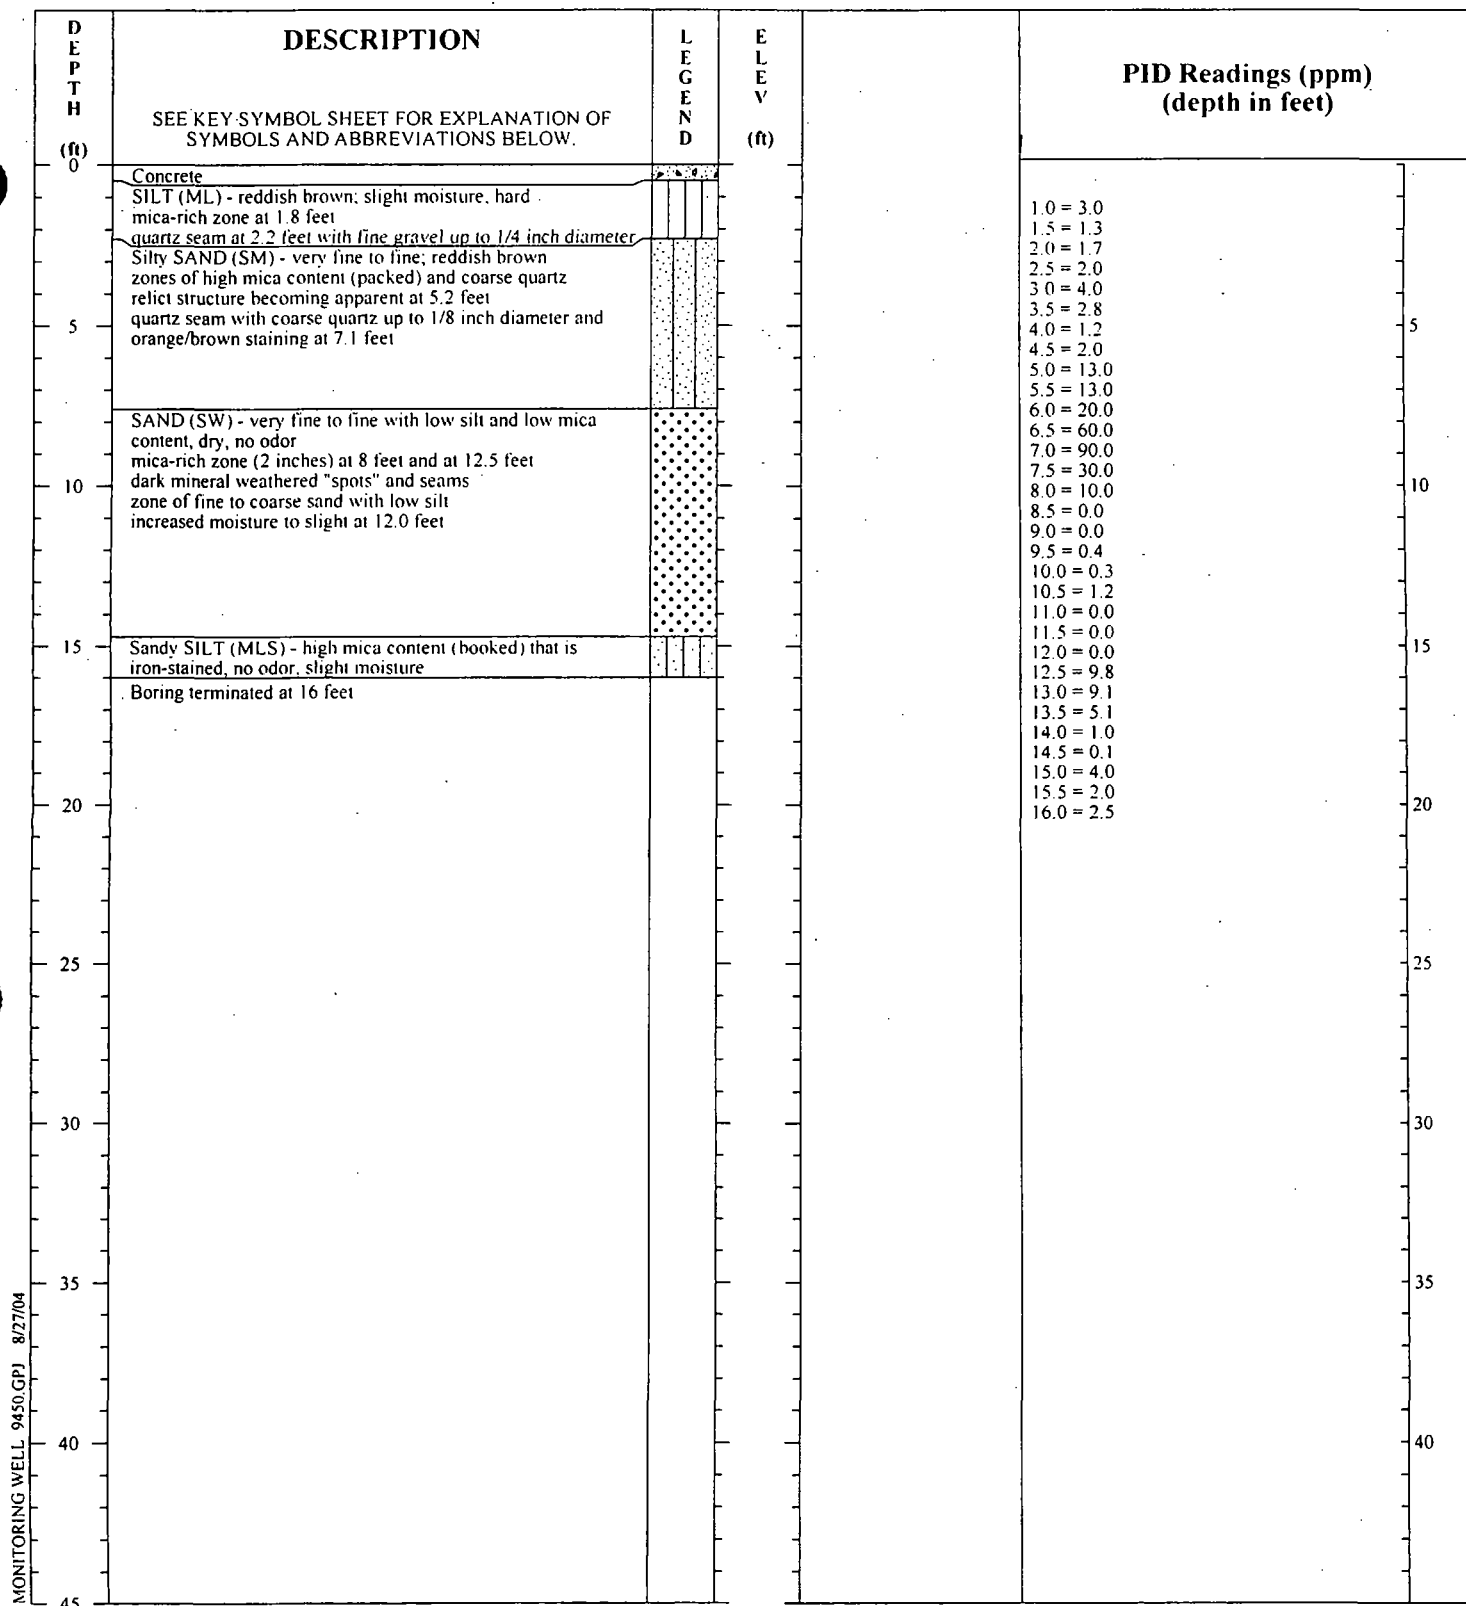 DEPTH
(ft)
DESCRIPTION
SEE KEY SYMBOL SHEET FOR EXPLANATION OF
SYMBOLS AND ABBREVIATIONS BELOW.
LEGEND
ELEV
(ft)
PID Readings (ppm)
(depth in feet)
0
Concrete
SILT (ML) - reddish brown; slight moisture, hard
mica-rich zone at 1.8 feet
quartz seam at 2.2 feet with fine gravel up to 1/4 inch diameter
Silty SAND (SM) - very fine to fine; reddish brown
zones of high mica content (packed) and coarse quartz
relict structure becoming apparent at 5.2 feet
quartz seam with coarse quartz up to 1/8 inch diameter and
orange/brown staining at 7.1 feet
SAND (SW) - very fine to fine with low silt and low mica
content, dry, no odor
mica-rich zone (2 inches) at 8 feet and at 12.5 feet
dark mineral weathered "spots" and seams
zone of fine to coarse sand with low silt
increased moisture to slight at 12.0 feet
Sandy SILT (MLS) - high mica content (booked) that is
iron-stained, no odor, slight moisture
Boring terminated at 16 feet
5
10
15
20
25
30
35
40
45
1.0 = 3.0
1.5 = 1.3
2.0 = 1.7
2.5 = 2.0
3.0 = 4.0
3.5 = 2.8
4.0 = 1.2
4.5 = 2.0
5.0 = 13.0
5.5 = 13.0
6.0 = 20.0
6.5 = 60.0
7.0 = 90.0
7.5 = 30.0
8.0 = 10.0
8.5 = 0.0
9.0 = 0.0
9.5 = 0.4
10.0 = 0.3
10.5 = 1.2
11.0 = 0.0
11.5 = 0.0
12.0 = 0.0
12.5 = 9.8
13.0 = 9.1
13.5 = 5.1
14.0 = 1.0
14.5 = 0.1
15.0 = 4.0
15.5 = 2.0
16.0 = 2.5
5
10
15
20
25
30
35
40
MONITORING WELL 9450.GPJ 8/27/04